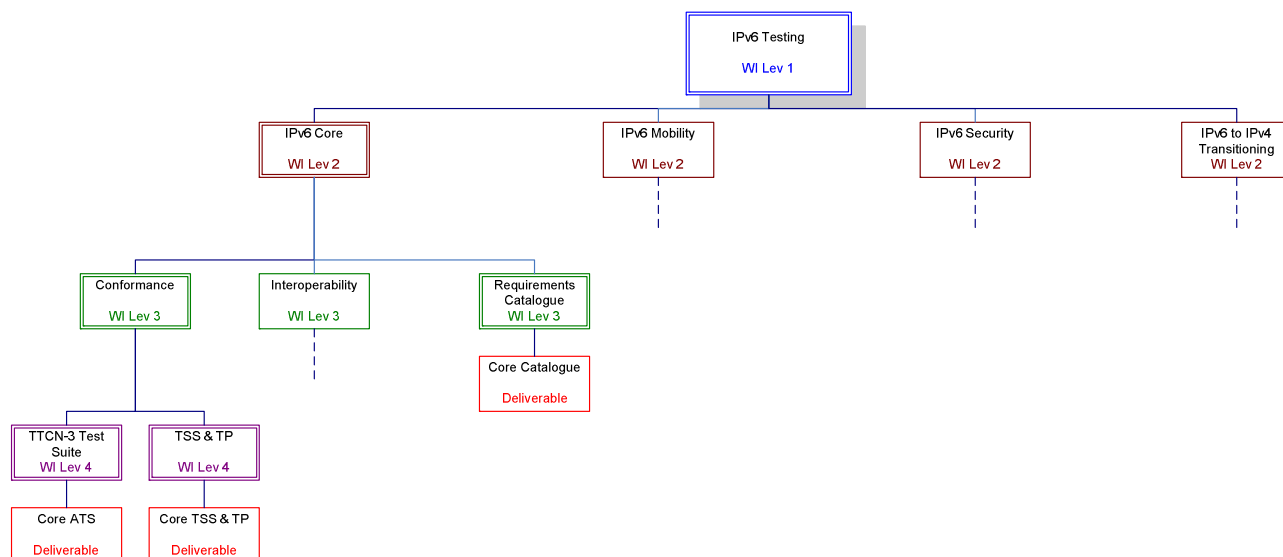 IPv6 Testing
WI Lev 1
IPv6 Core
WI Lev 2
IPv6 Mobility
WI Lev 2
IPv6 Security
WI Lev 2
IPv6 to IPv4
Transitioning
WI Lev 2
Conformance
WI Lev 3
Interoperability
WI Lev 3
Requirements
Catalogue
WI Lev 3
Core Catalogue
Deliverable
TTCN-3 Test
Suite
WI Lev 4
TSS & TP
WI Lev 4
Core ATS
Deliverable
Core TSS & TP
Deliverable